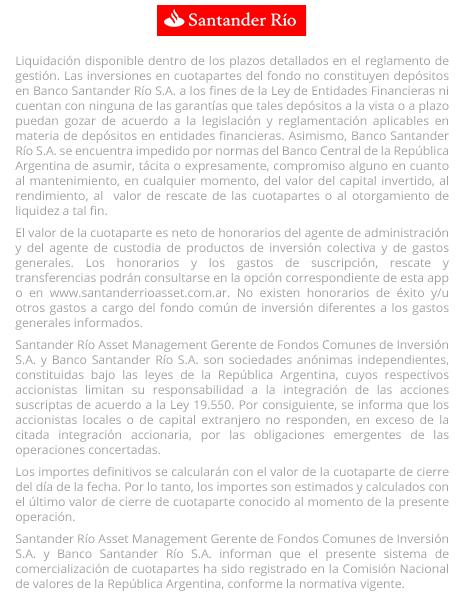 Santander Río
Liquidación disponible dentro de los plazos detallados en el reglamento de
gestión. Las inversiones en cuotapartes del fondo no constituyen depósitos
en Banco Santander Río S.A. a los fines de la Ley de Entidades Financieras ni
cuentan con ninguna de las garantías que tales depósitos a la vista o a plazo
puedan gozar de acuerdo a la legislación y reglamentación aplicables en
materia de depósitos en entidades financieras. Asimismo, Banco Santander
Río S.A. se encuentra impedido por normas del Banco Central de la República
Argentina de asumir, tácita o expresamente, compromiso alguno en cuanto
al mantenimiento, en cualquier momento, del valor del capital invertido, al
rendimiento, al valor de rescate de las cuotapartes o al otorgamiento de
liquidez a tal fin.
El valor de la cuotaparte es neto de honorarios del agente de administración
y del agente de custodia de productos de inversión colectiva y de gastos
generales. Los honorarios y los gastos de suscripción, rescate y
transferencias podrán consultarse en la opción correspondiente de esta app
o en www.santanderrioasset.com.ar. No existen honorarios de éxito y/u
otros gastos a cargo del fondo común de inversión diferentes a los gastos
generales informados.
Santander Río Asset Management Gerente de Fondos Comunes de Inversión
S.A. y Banco Santander Río S.A. son sociedades anónimas independientes,
constituidas bajo las leyes de la República Argentina, cuyos respectivos
accionistas limitan su responsabilidad a la integración de las acciones
suscriptas de acuerdo a la Ley 19.550. Por consiguiente, se informa que los
accionistas locales o de capital extranjero no responden, en exceso de la
citada integración accionaria, por las obligaciones emergentes de las
operaciones concertadas.
Los importes definitivos se calcularán con el valor de la cuotaparte de cierre
del día de la fecha. Por lo tanto, los importes son estimados y calculados con
el último valor de cierre de cuotaparte conocido al momento de la presente
operación.
Santander Río Asset Management Gerente de Fondos Comunes de Inversión
S.A. y Banco Santander Río S.A. informan que el presente sistema de
comercialización de cuotapartes ha sido registrado en la Comisión Nacional
de valores de la República Argentina, conforme la normativa vigente.